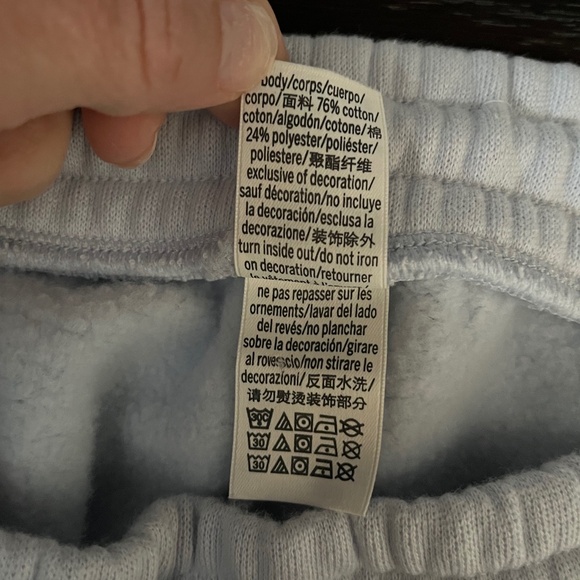 body/corps/cuerpo/
corpo/面料 76% cotton/
coton/algodón/cotone/棉
24% polyester/poliéster/
poliestere/聚酯纤维
exclusive of decoration/
sauf décoration/no incluye
la decoración/esclusa la
decorazione/装饰除外
turn inside out/do not iron
on decoration/retourner
ne pas repasser sur les
ornements/lavar del lado
del revés/no planchar
sobre la decoración/girare
al rovescio/non stirare le
decorazioni/反面水洗/
请勿熨烫装饰部分
30C
30
30